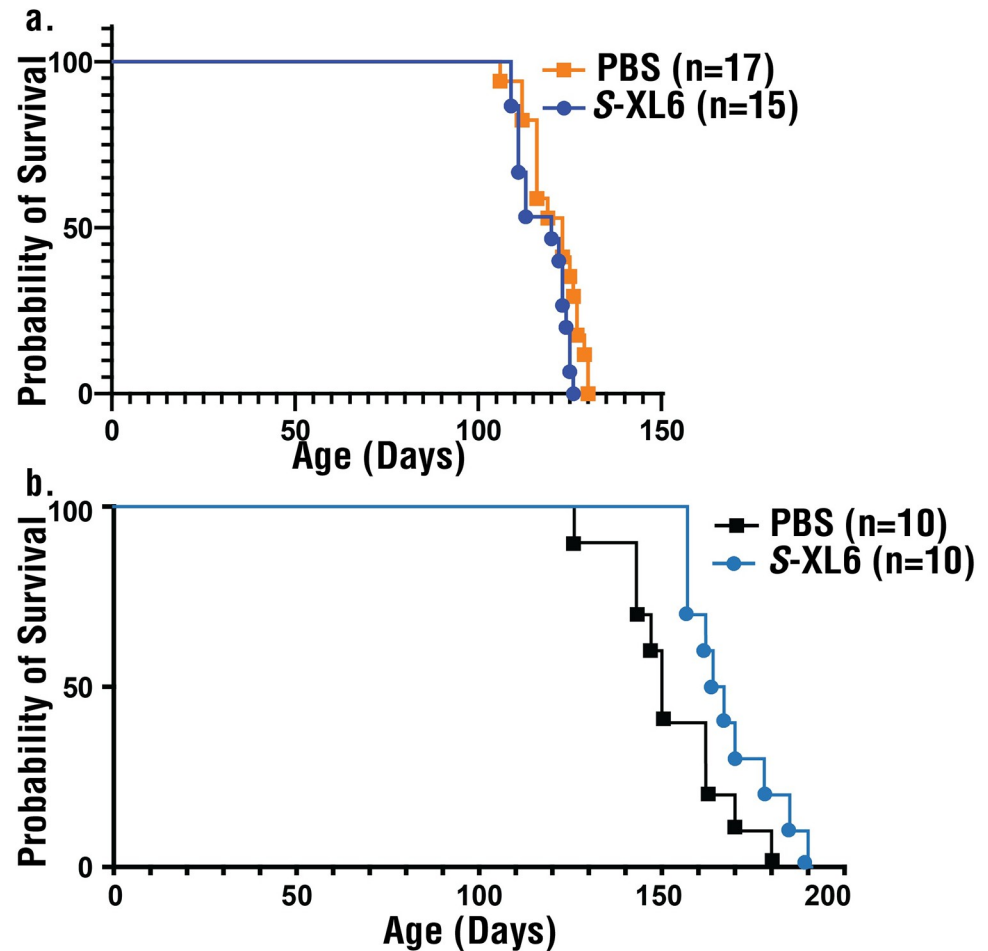 a.
Probability of Survival
100
50
0
0 50 100 150
Age (Days)
PBS (n=17)
S-XL6 (n=15)
b.
Probability of Survival
100
50
0
0 50 100 150 200
Age (Days)
PBS (n=10)
S-XL6 (n=10)